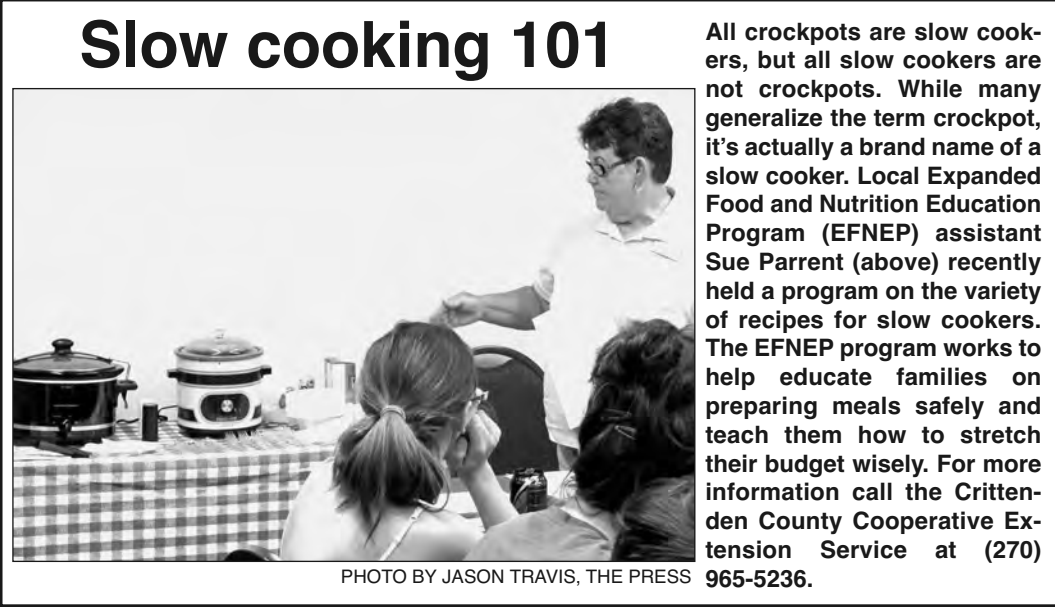 Slow cooking 101
PHOTO BY JASON TRAVIS, THE PRESS
All crockpots are slow cook-
ers, but all slow cookers are
not crockpots. While many
generalize the term crockpot,
it's actually a brand name of a
slow cooker. Local Expanded
Food and Nutrition Education
Program (EFNEP) assistant
Sue Parrent (above) recently
held a program on the variety
of recipes for slow cookers.
The EFNEP program works to
help educate families on
preparing meals safely and
teach them how to stretch
their budget wisely. For more
information call the Critten-
den County Cooperative Ex-
tension Service at (270)
965-5236.